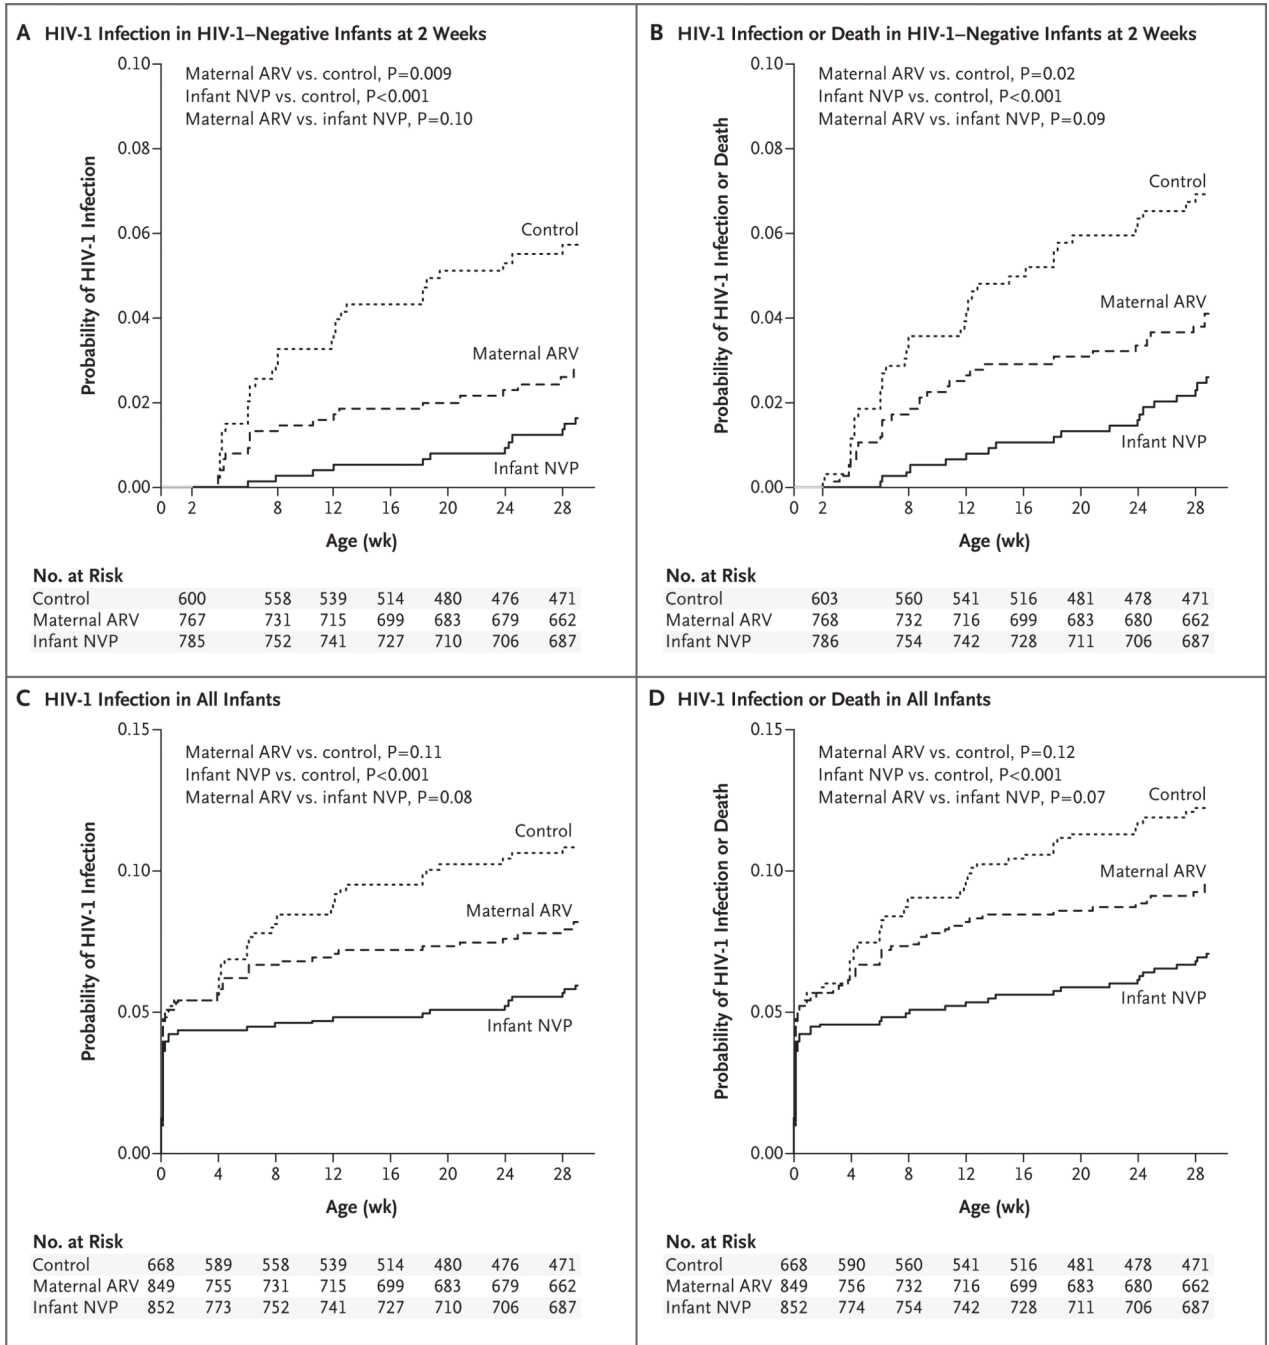 A HIV-1 Infection in HIV-1–Negative Infants at 2 Weeks
Maternal ARV vs. control, P=0.009
Infant NVP vs. control, P<0.001
Maternal ARV vs. infant NVP, P=0.10
Probability of HIV-1 Infection
0.10
0.08
0.06
0.04
0.02
0.00
Control
Maternal ARV
Infant NVP
0 2 8 12 16 20 24 28
Age (wk)
No. at Risk
Control 600 558 539 514 480 476 471
Maternal ARV 767 731 715 699 683 679 662
Infant NVP 785 752 741 727 710 706 687
B HIV-1 Infection or Death in HIV-1–Negative Infants at 2 Weeks
Maternal ARV vs. control, P=0.02
Infant NVP vs. control, P<0.001
Maternal ARV vs. infant NVP, P=0.09
Probability of HIV-1 Infection or Death
0.10
0.08
0.06
0.04
0.02
0.00
Control
Maternal ARV
Infant NVP
0 2 8 12 16 20 24 28
Age (wk)
No. at Risk
Control 603 560 541 516 481 478 471
Maternal ARV 768 732 716 699 683 680 662
Infant NVP 786 754 742 728 711 706 687
C HIV-1 Infection in All Infants
Maternal ARV vs. control, P=0.11
Infant NVP vs. control, P<0.001
Maternal ARV vs. infant NVP, P=0.08
Probability of HIV-1 Infection
0.15
0.10
0.05
0.00
Control
Maternal ARV
Infant NVP
0 4 8 12 16 20 24 28
Age (wk)
No. at Risk
Control 668 589 558 539 514 480 476 471
Maternal ARV 849 755 731 715 699 683 679 662
Infant NVP 852 773 752 741 727 710 706 687
D HIV-1 Infection or Death in All Infants
Maternal ARV vs. control, P=0.12
Infant NVP vs. control, P<0.001
Maternal ARV vs. infant NVP, P=0.07
Probability of HIV-1 Infection or Death
0.15
0.10
0.05
0.00
Control
Maternal ARV
Infant NVP
0 4 8 12 16 20 24 28
Age (wk)
No. at Risk
Control 668 590 560 541 516 481 478 471
Maternal ARV 849 756 732 716 699 683 680 662
Infant NVP 852 774 754 742 728 711 706 687